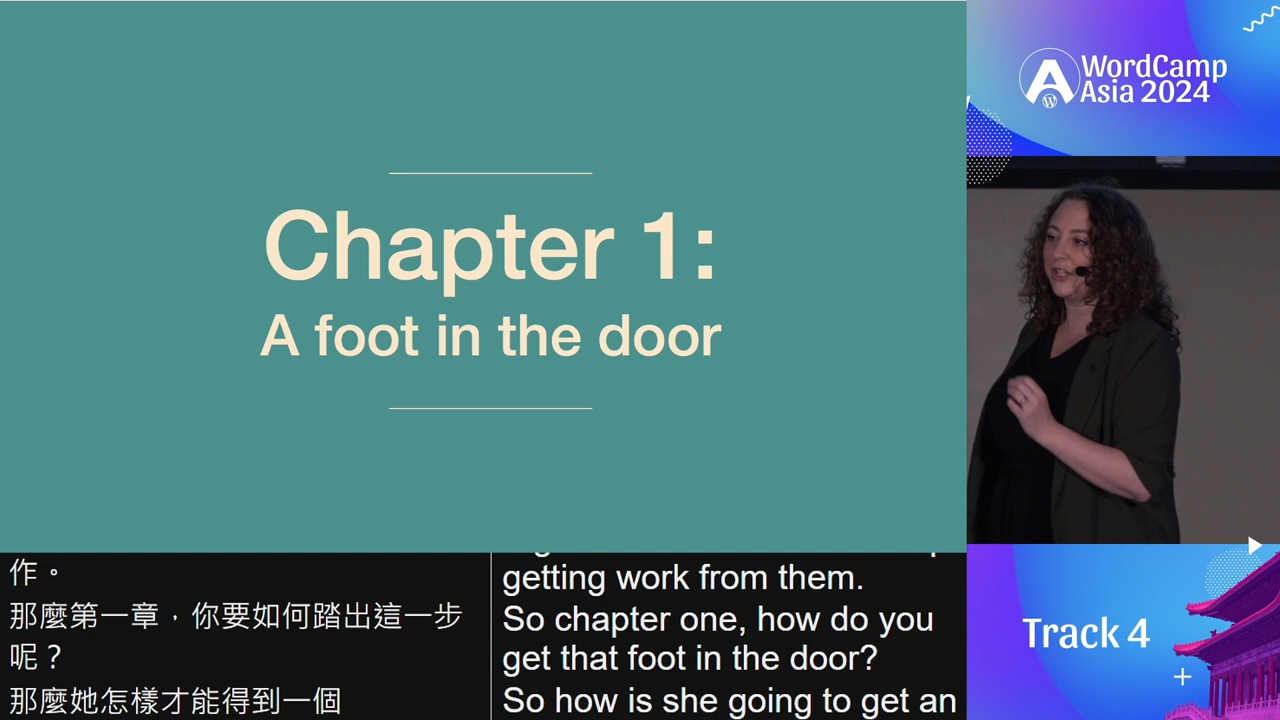 Chapter 1:
A foot in the door
WordCamp
Asia 2024
作。
那麼第一章，你要如何踏出這一步
呢？
那麼她怎樣才能得到一個
getting work from them.
So chapter one, how do you
get that foot in the door?
So how is she going to get an
Track 4